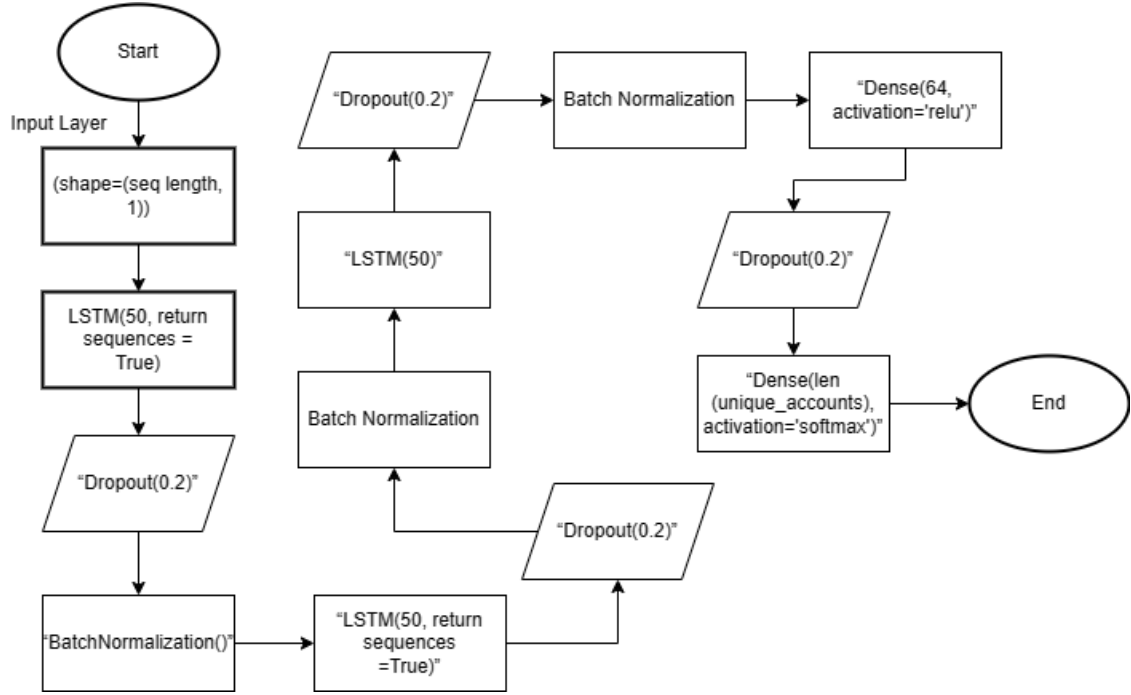 Start
Input Layer
(shape=(seq length,
1))
LSTM(50, return
sequences =
True)
“Dropout(0.2)”
“BatchNormalization()”
“LSTM(50, return
sequences
=True)”
“Dropout(0.2)”
Batch Normalization
“LSTM(50)”
“Dropout(0.2)”
Batch Normalization
“Dense(64,
activation='relu')”
“Dropout(0.2)”
“Dense(len
(unique_accounts),
activation='softmax')”
End